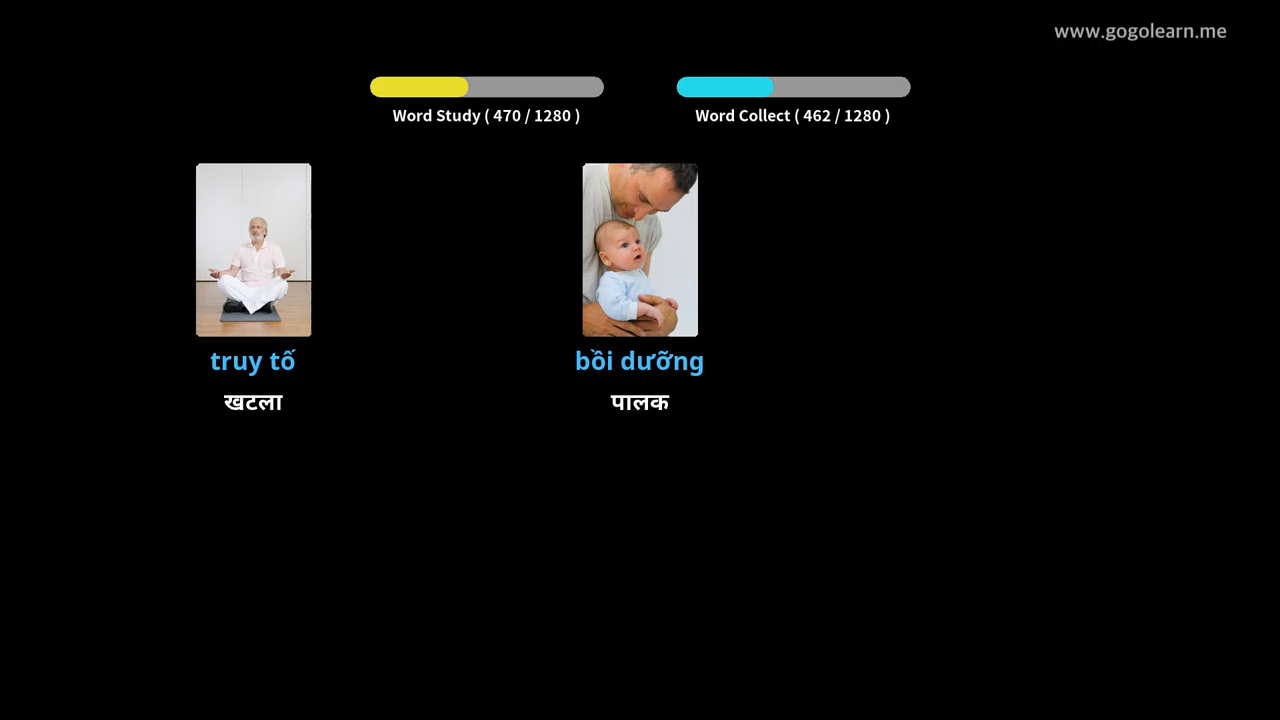 www.gogolearn.me
Word Study ( 470 / 1280 )
Word Collect ( 462 / 1280 )
truy tố
bồi dưỡng
खटला
पालक